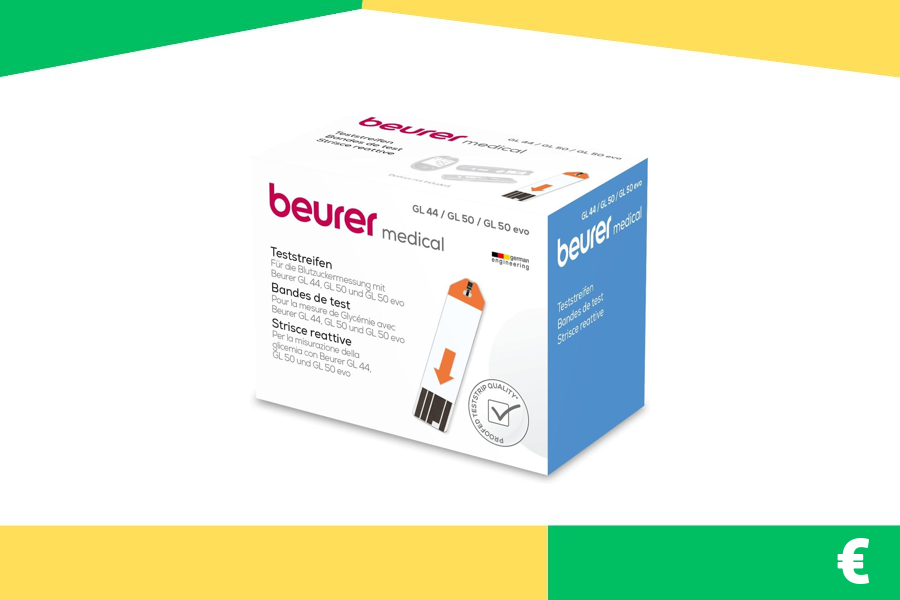 beurer medical
GL 44 / GL 50 / GL 50 evo
Teststreifen
Bandes de test
Strisce reattive
beurer medical
GL 44 / GL 50 / GL 50 evo
german
engineering
Teststreifen
Für die Blutzuckermessung mit
Beurer GL 44, GL 50 und GL 50 evo
Bandes de test
Pour la mesure de Glycémie avec
Beurer GL 44, GL 50 und GL 50 evo
Strisce reattive
Per la misurazione della
glicemia con Beurer GL 44,
GL 50 und GL 50 evo
PROOFED TESTSTRIP QUALITY
GL 44 / GL 50 / GL 50 evo
beurer medical
Teststreifen
Bandes de test
Strisce reattive
€